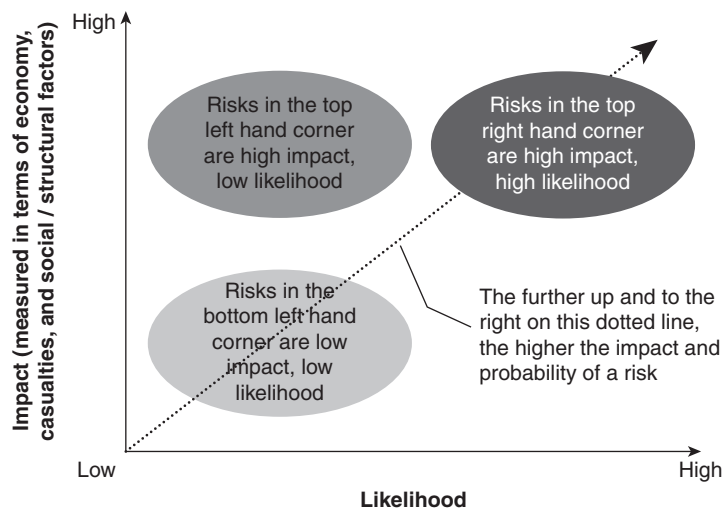 High
Impact (measured in terms of economy,
casualties, and social / structural factors)
Risks in the top
left hand corner
are high impact,
low likelihood
Risks in the top
right hand corner
are high impact,
high likelihood
Risks in the
bottom left hand
corner are low
impact, low
likelihood
The further up and to the
right on this dotted line,
the higher the impact and
probability of a risk
Low
High
Likelihood